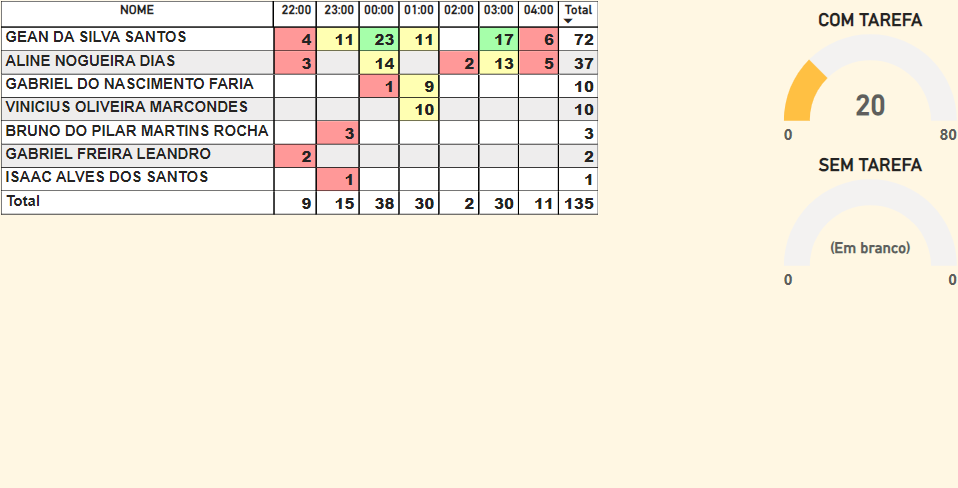 NOME 22:00 23:00 00:00 01:00 02:00 03:00 04:00 Total
GEAN DA SILVA SANTOS 4 11 23 11 17 6 72
ALINE NOGUEIRA DIAS 3 14 2 13 5 37
GABRIEL DO NASCIMENTO FARIA 1 9 10
VINICIUS OLIVEIRA MARCONDES 10 10
BRUNO DO PILAR MARTINS ROCHA 3 3
GABRIEL FREIRA LEANDRO 2 2
ISAAC ALVES DOS SANTOS 1 1
Total 9 15 38 30 2 30 11 135
COM TAREFA
20
0 80
SEM TAREFA
(Em branco)
0 0